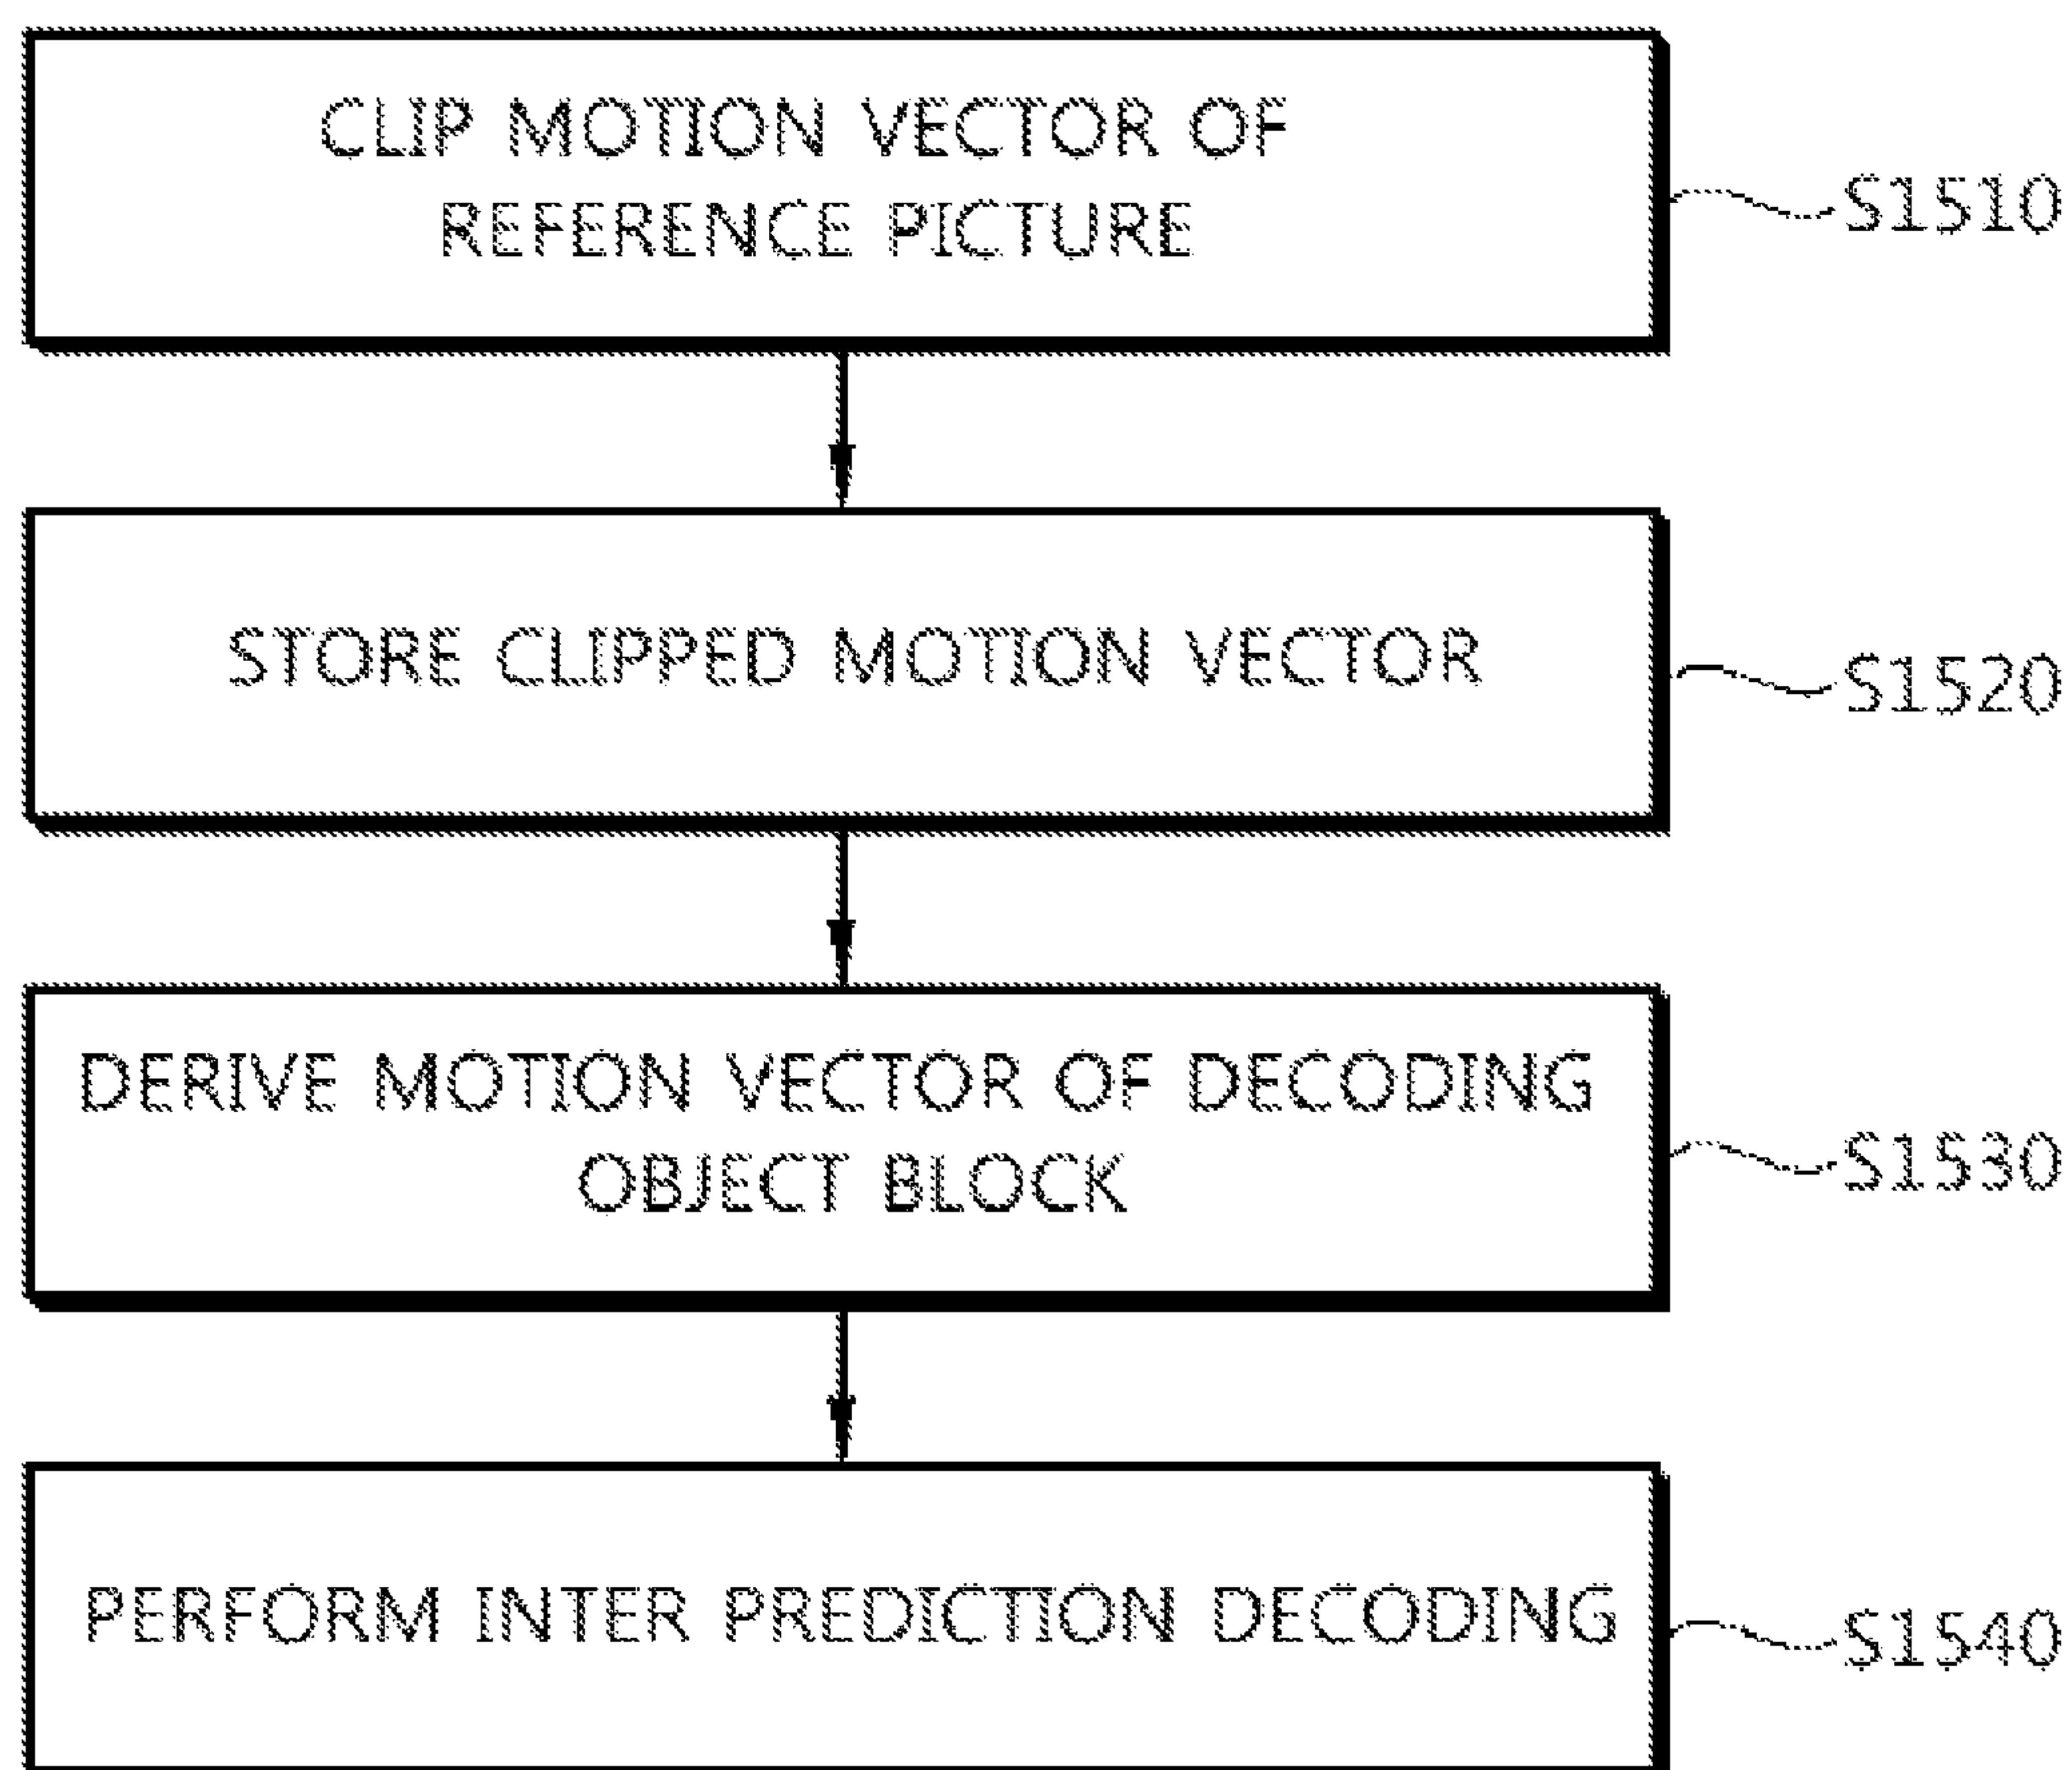 CLIP MOTION VECTOR OF
REFERENCE PICTURE
S1510
STORE CLIPPED MOTION VECTOR
S1520
DERIVE MOTION VECTOR OF DECODING
OBJECT BLOCK
S1530
PERFORM INTER PREDICTION DECODING
S1540